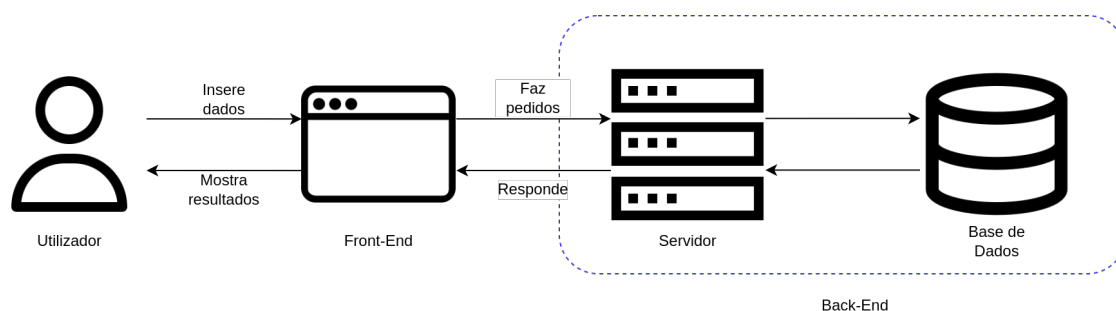 Insere
dados
Faz
pedidos
Mostra
resultados
Responde
Utilizador
Front-End
Servidor
Base de
Dados
Back-End